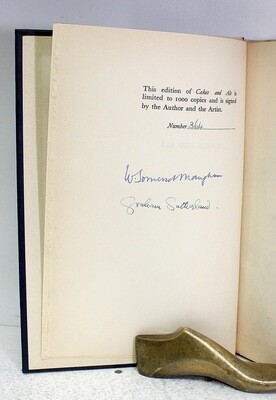 This edition of Cakes and Ale is
limited to 1000 copies and is signed
by the Author and the Artist.
Number
W. Somerset Maugham
Graham Sutherland